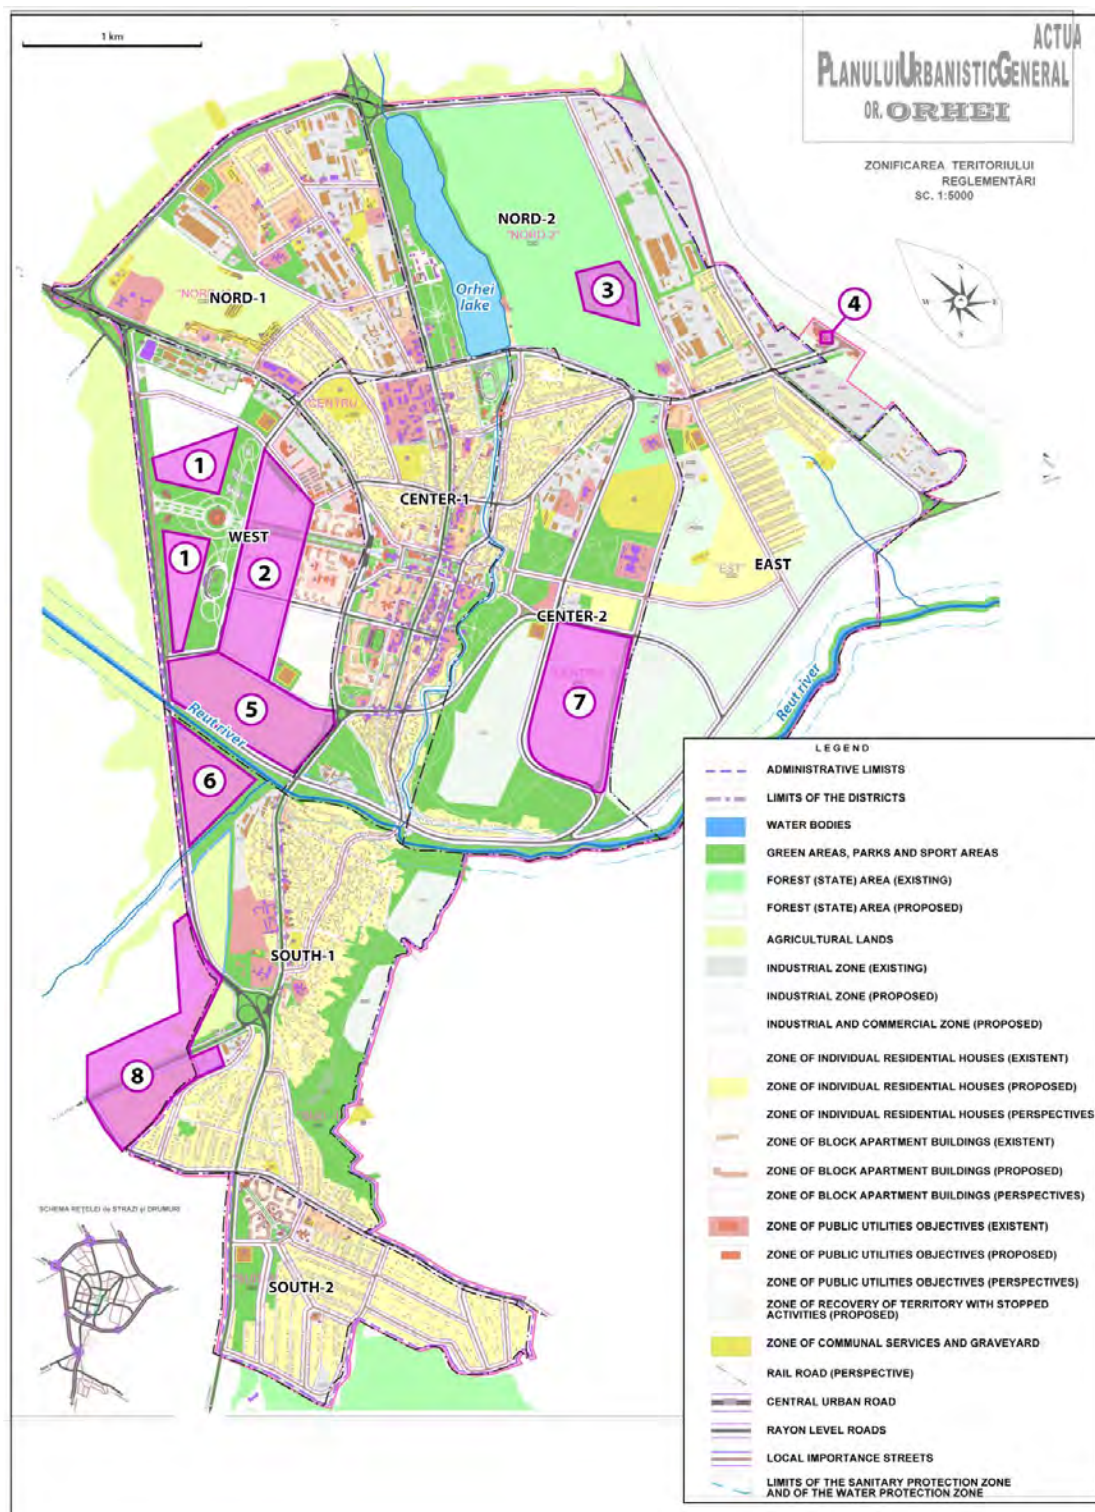 1 km
ACTUA
PLANULUI URBANISTIC GENERAL
OR. ORHEI
ZONIFICAREA TERITORIULUI
REGLEMENTĂRI
SC. 1:5000
N
W
E
S
NORD-2
"NORD-2"
Orhei
lake
3
4
NORD-1
CENTRU
1
CENTER-1
WEST
1
2
EAST
"EST"
CENTER-2
5
7
Reut river
Reut river
6
SOUTH-1
8
SCHEMA REȚELEI de STRĂZI și DRUMURI
SOUTH-2
LEGEND
ADMINISTRATIVE LIMISTS
LIMITS OF THE DISTRICTS
WATER BODIES
GREEN AREAS, PARKS AND SPORT AREAS
FOREST (STATE) AREA (EXISTING)
FOREST (STATE) AREA (PROPOSED)
AGRICULTURAL LANDS
INDUSTRIAL ZONE (EXISTING)
INDUSTRIAL ZONE (PROPOSED)
INDUSTRIAL AND COMMERCIAL ZONE (PROPOSED)
ZONE OF INDIVIDUAL RESIDENTIAL HOUSES (EXISTENT)
ZONE OF INDIVIDUAL RESIDENTIAL HOUSES (PROPOSED)
ZONE OF INDIVIDUAL RESIDENTIAL HOUSES (PERSPECTIVES
ZONE OF BLOCK APARTMENT BUILDINGS (EXISTENT)
ZONE OF BLOCK APARTMENT BUILDINGS (PROPOSED)
ZONE OF BLOCK APARTMENT BUILDINGS (PERSPECTIVES)
ZONE OF PUBLIC UTILITIES OBJECTIVES (EXISTENT)
ZONE OF PUBLIC UTILITIES OBJECTIVES (PROPOSED)
ZONE OF PUBLIC UTILITIES OBJECTIVES (PERSPECTIVES)
ZONE OF RECOVERY OF TERRITORY WITH STOPPED
ACTIVITIES (PROPOSED)
ZONE OF COMMUNAL SERVICES AND GRAVEYARD
RAIL ROAD (PERSPECTIVE)
CENTRAL URBAN ROAD
RAYON LEVEL ROADS
LOCAL IMPORTANCE STREETS
LIMITS OF THE SANITARY PROTECTION ZONE
AND OF THE WATER PROTECTION ZONE